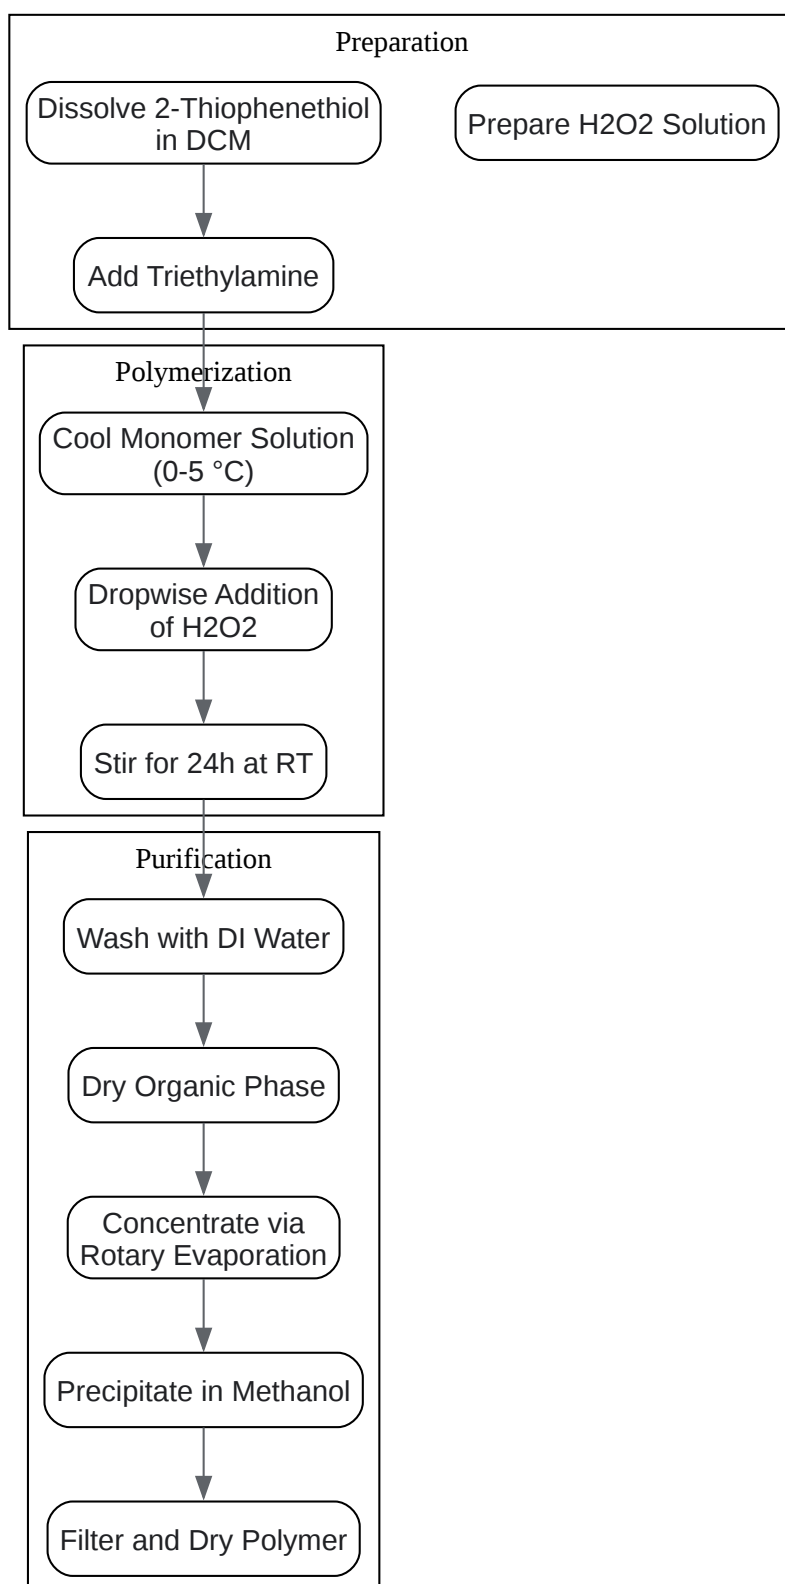 Preparation
Dissolve 2-Thiophenethiol
in DCM
Prepare H2O2 Solution
Add Triethylamine
Polymerization
Cool Monomer Solution
(0-5 °C)
Dropwise Addition
of H2O2
Stir for 24h at RT
Purification
Wash with DI Water
Dry Organic Phase
Concentrate via
Rotary Evaporation
Precipitate in Methanol
Filter and Dry Polymer